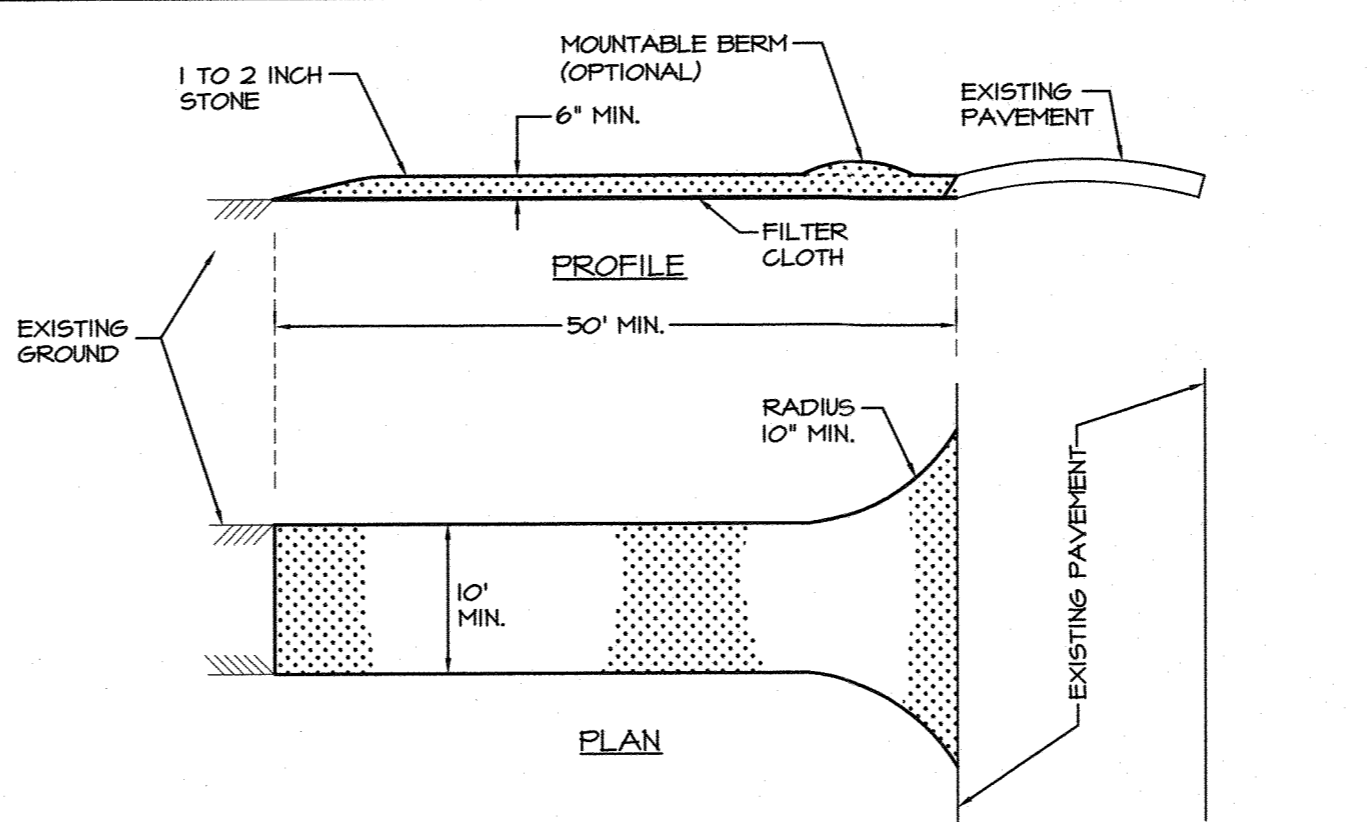 MOUNTABLE BERM
(OPTIONAL)
1 TO 2 INCH
STONE
6" MIN.
EXISTING
PAVEMENT
FILTER
CLOTH
PROFILE
EXISTING
GROUND
50' MIN.
RADIUS
10" MIN.
10'
MIN.
EXISTING PAVEMENT
PLAN